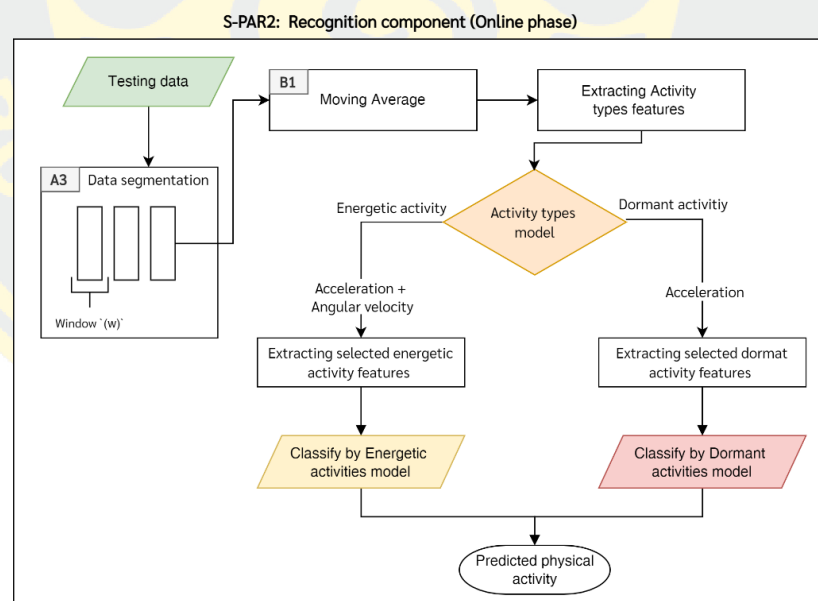 S-PAR2: Recognition component (Online phase)
Testing data
B1
Moving Average
Extracting Activity
types features
A3
Data segmentation
Window `(w)`
Energetic activity
Activity types
model
Dormant activitiy
Acceleration +
Angular velocity
Acceleration
Extracting selected energetic
activity features
Extracting selected dormat
activity features
Classify by Energetic
activities model
Classify by Dormant
activities model
Predicted physical
activity